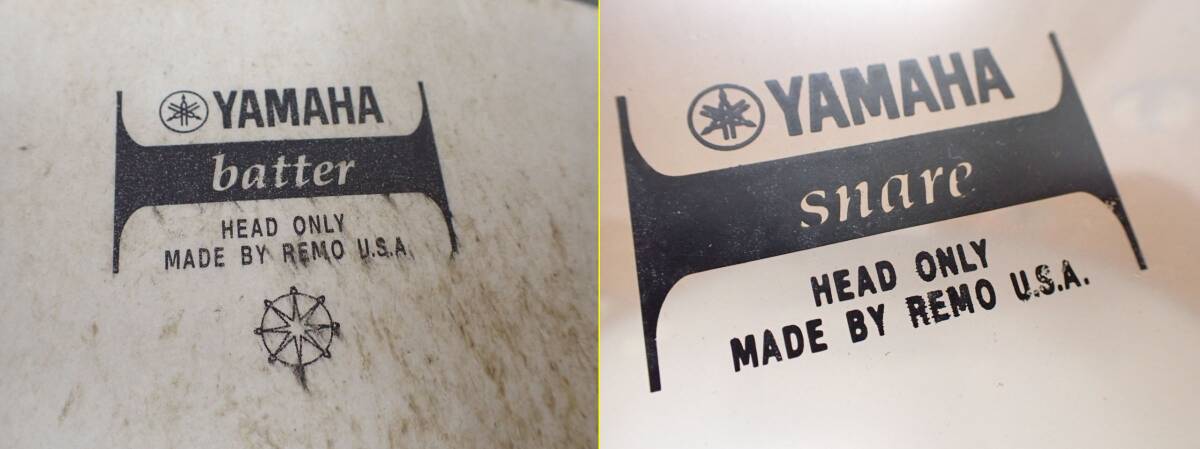 YAMAHA
batter
HEAD ONLY
MADE BY REMO U.S.A.
YAMAHA
snare
HEAD ONLY
MADE BY REMO U.S.A.